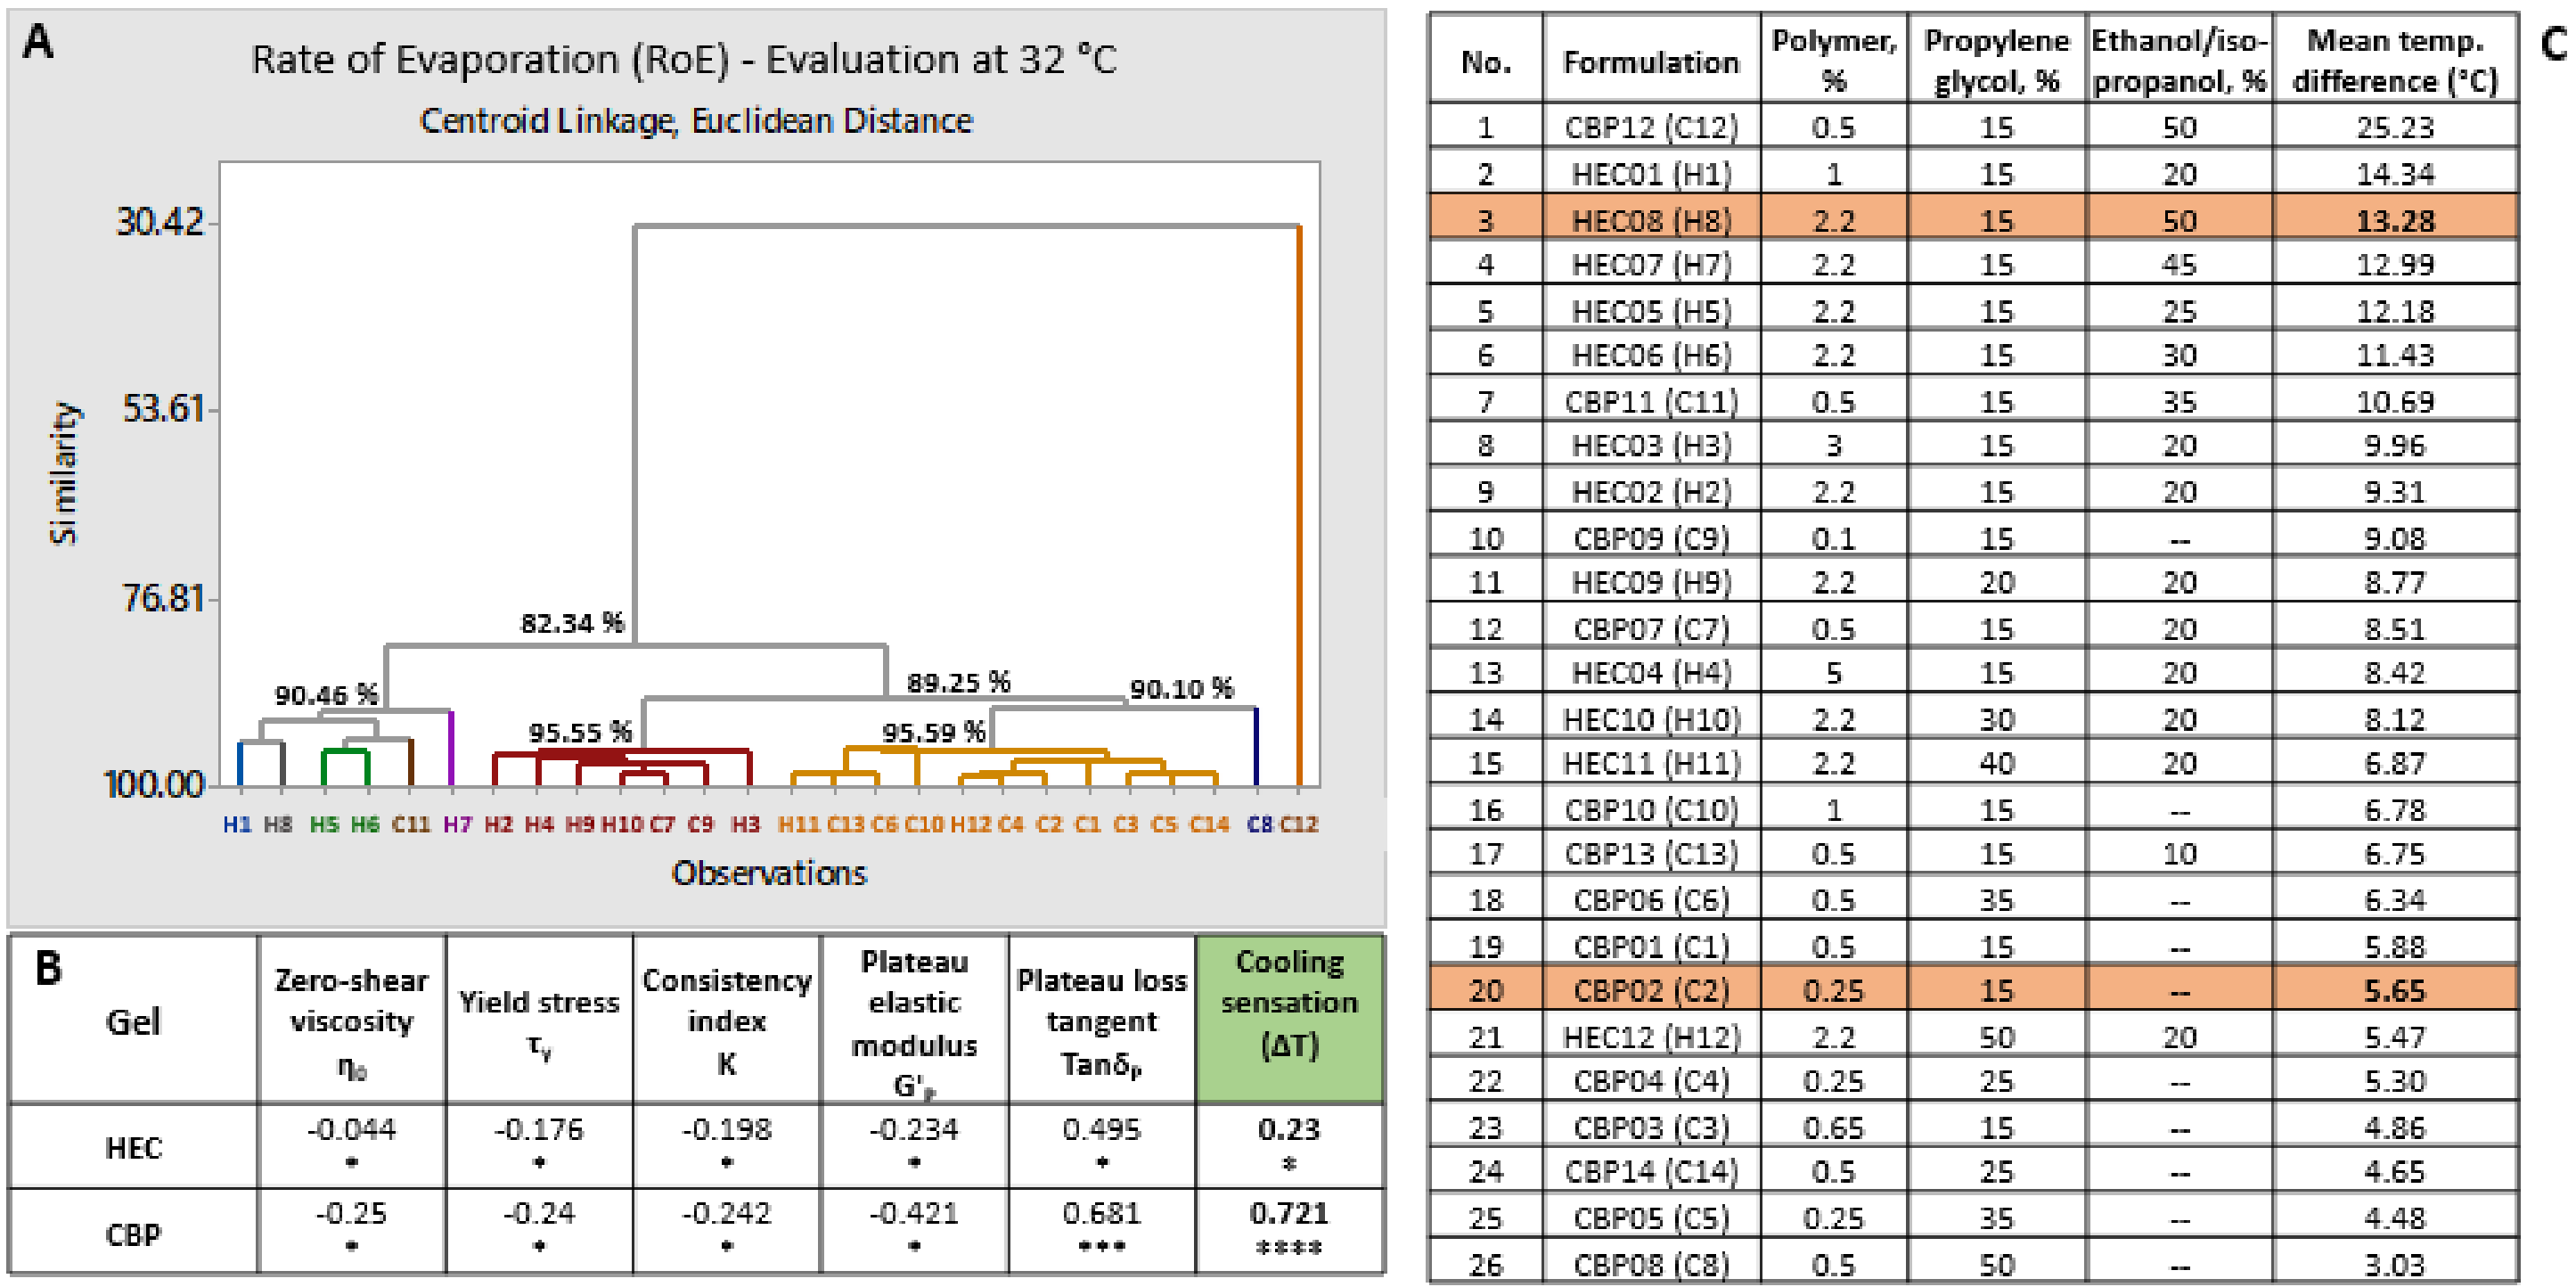 A
Rate of Evaporation (RoE) - Evaluation at 32 °C
Centroid Linkage, Euclidean Distance
Similarity
30.42
53.61
76.81
100.00
82.34 %
90.46 %
89.25 %
90.10 %
95.55 %
95.59 %
H1 H8 H5 H6 C11 H7 H2 H4 H9 H10 C7 C9 H3 H11 C13 C6 C10 H12 C4 C2 C1 C3 C5 C14 C8 C12
Observations
B
Gel
Zero-shear
viscosity
η₀
Yield stress
τᵧ
Consistency
index
K
Plateau
elastic
modulus
G'ₚ
Plateau loss
tangent
Tanδₚ
Cooling
sensation
(ΔT)
HEC -0.044 -0.176 -0.198 -0.234 0.495 0.23
* * * * * *
CBP -0.25 -0.24 -0.242 -0.421 0.681 0.721
* * * * *** ****
C
No.
Formulation
Polymer,
%
Propylene
glycol, %
Ethanol/iso-
propanol, %
Mean temp.
difference (°C)
1 CBP12 (C12) 0.5 15 50 25.23
2 HEC01 (H1) 1 15 20 14.34
3 HEC08 (H8) 2.2 15 50 13.28
4 HEC07 (H7) 2.2 15 45 12.99
5 HEC05 (H5) 2.2 15 25 12.18
6 HEC06 (H6) 2.2 15 30 11.43
7 CBP11 (C11) 0.5 15 35 10.69
8 HEC03 (H3) 3 15 20 9.96
9 HEC02 (H2) 2.2 15 20 9.31
10 CBP09 (C9) 0.1 15 -- 9.08
11 HEC09 (H9) 2.2 20 20 8.77
12 CBP07 (C7) 0.5 15 20 8.51
13 HEC04 (H4) 5 15 20 8.42
14 HEC10 (H10) 2.2 30 20 8.12
15 HEC11 (H11) 2.2 40 20 6.87
16 CBP10 (C10) 1 15 -- 6.78
17 CBP13 (C13) 0.5 15 10 6.75
18 CBP06 (C6) 0.5 35 -- 6.34
19 CBP01 (C1) 0.5 15 -- 5.88
20 CBP02 (C2) 0.25 15 -- 5.65
21 HEC12 (H12) 2.2 50 20 5.47
22 CBP04 (C4) 0.25 25 -- 5.30
23 CBP03 (C3) 0.65 15 -- 4.86
24 CBP14 (C14) 0.5 25 -- 4.65
25 CBP05 (C5) 0.25 35 -- 4.48
26 CBP08 (C8) 0.5 50 -- 3.03